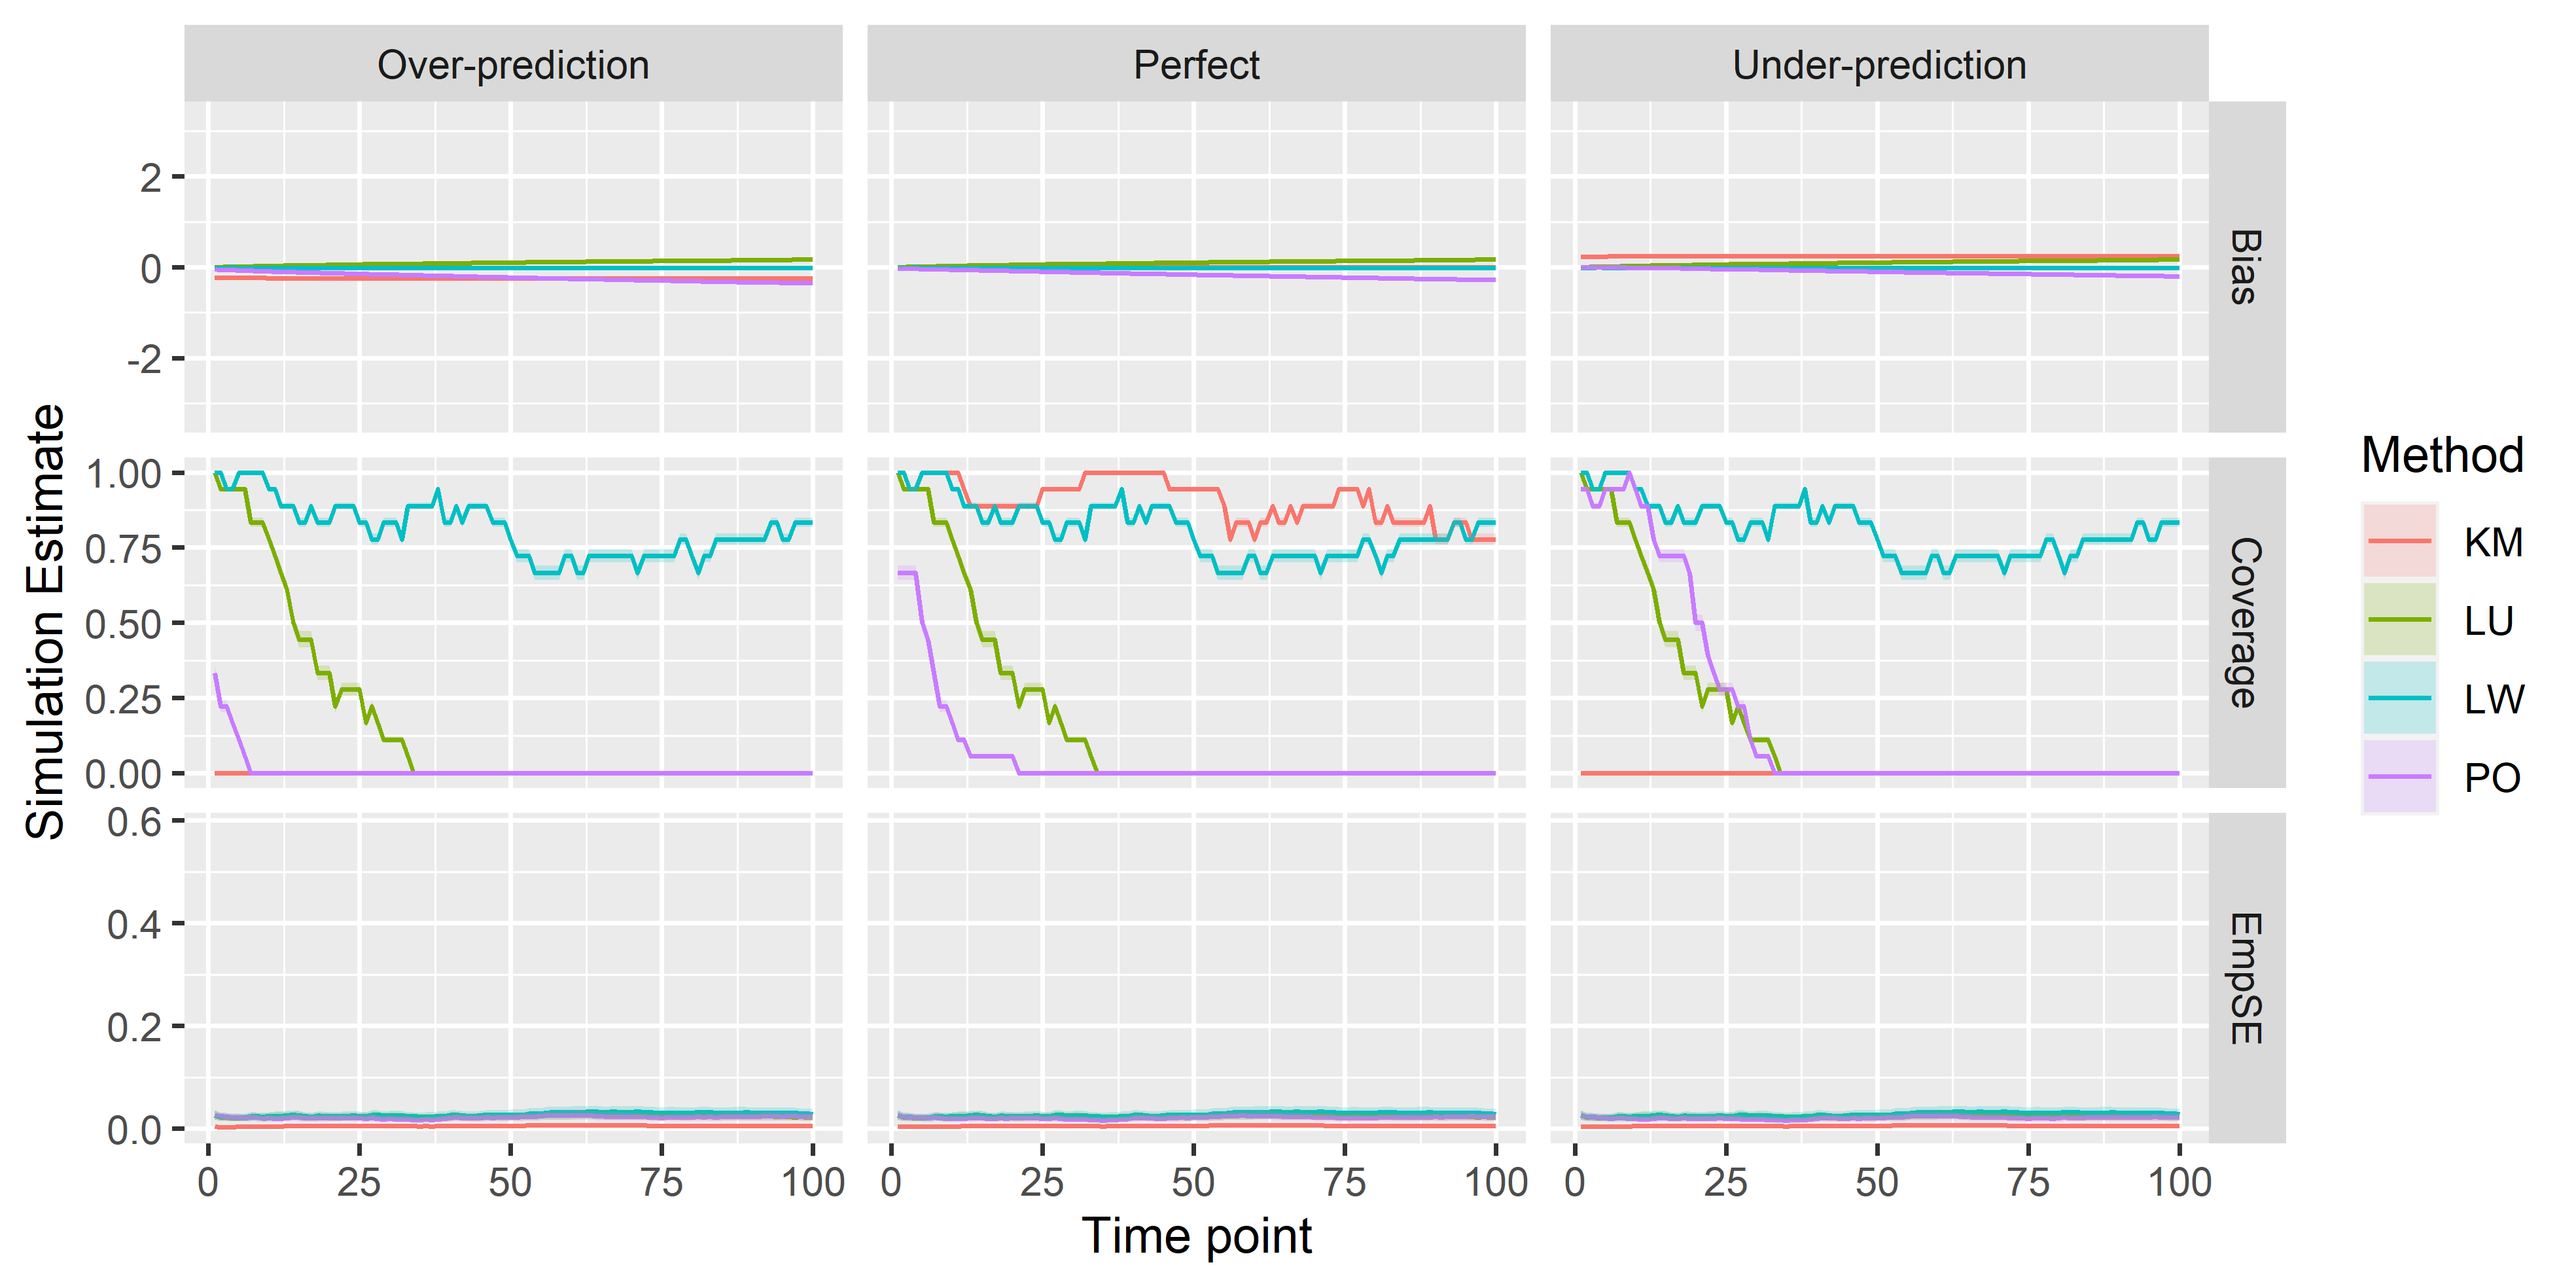 Over-prediction
Perfect
Under-prediction
2
0
-2
Bias
1.00
0.75
0.50
0.25
0.00
Coverage
0.6
0.4
0.2
0.0
EmpSE
0 25 50 75 100
0 25 50 75 100
0 25 50 75 100
Time point
Simulation Estimate
Method
KM
LU
LW
PO